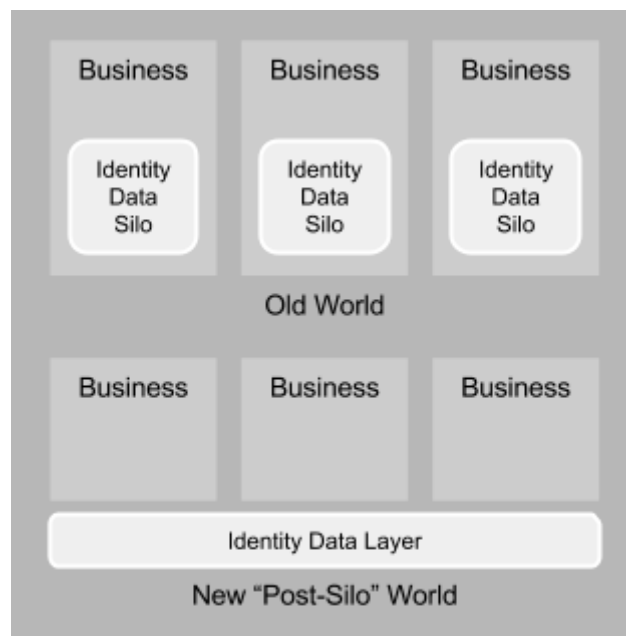 Business Business Business
Identity Identity Identity
Data Data Data
Silo Silo Silo
Old World
Business Business Business
Identity Data Layer
New “Post-Silo” World